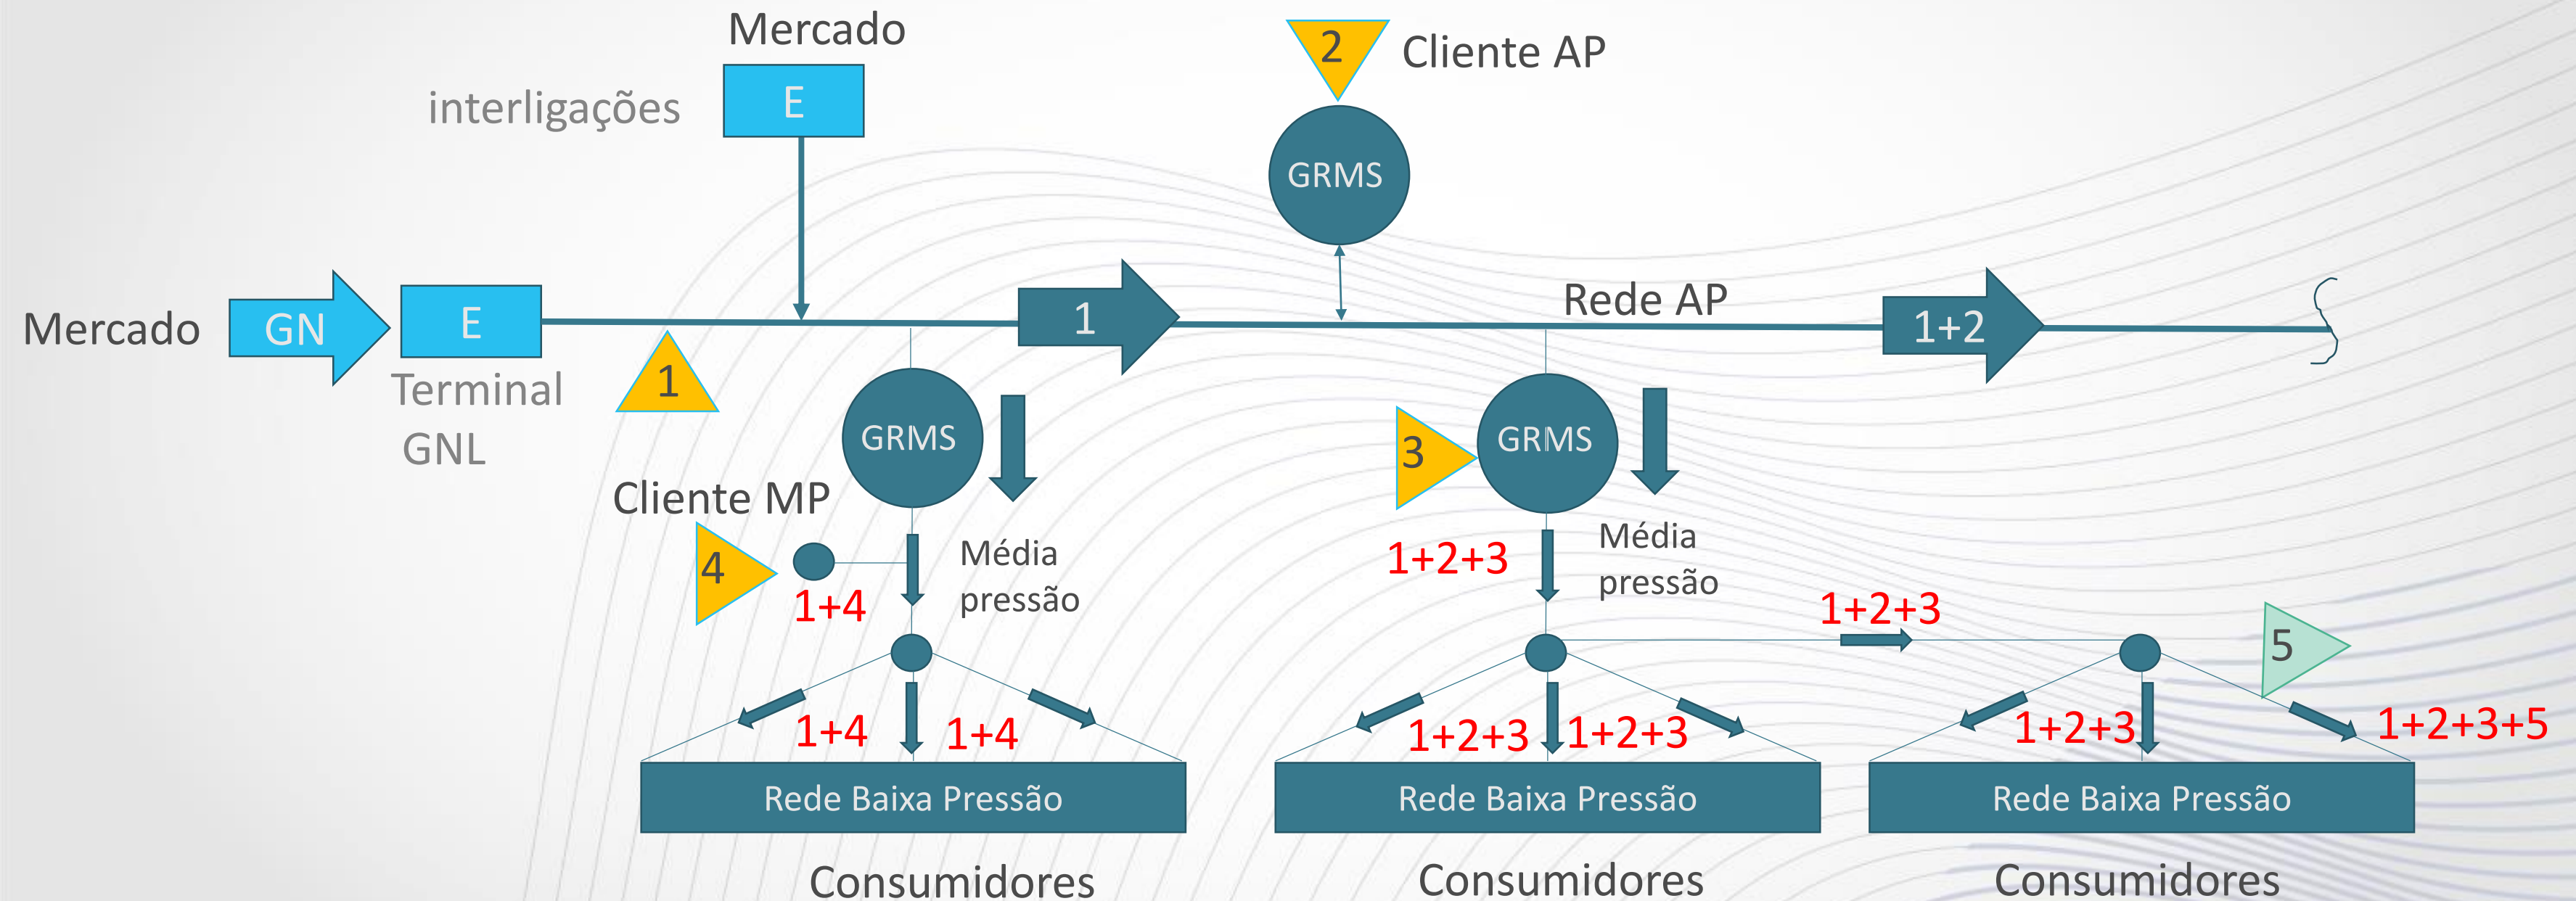 Mercado
E
interligações
2
Cliente AP
GRMS
Mercado
GN
E
Terminal
GNL
1
1
Rede AP
1+2
GRMS
3
GRMS
Cliente MP
4
1+4
Média
pressão
1+2+3
Média
pressão
1+2+3
5
1+4
1+4
1+2+3
1+2+3
1+2+3
1+2+3+5
Rede Baixa Pressão
Rede Baixa Pressão
Rede Baixa Pressão
Consumidores
Consumidores
Consumidores